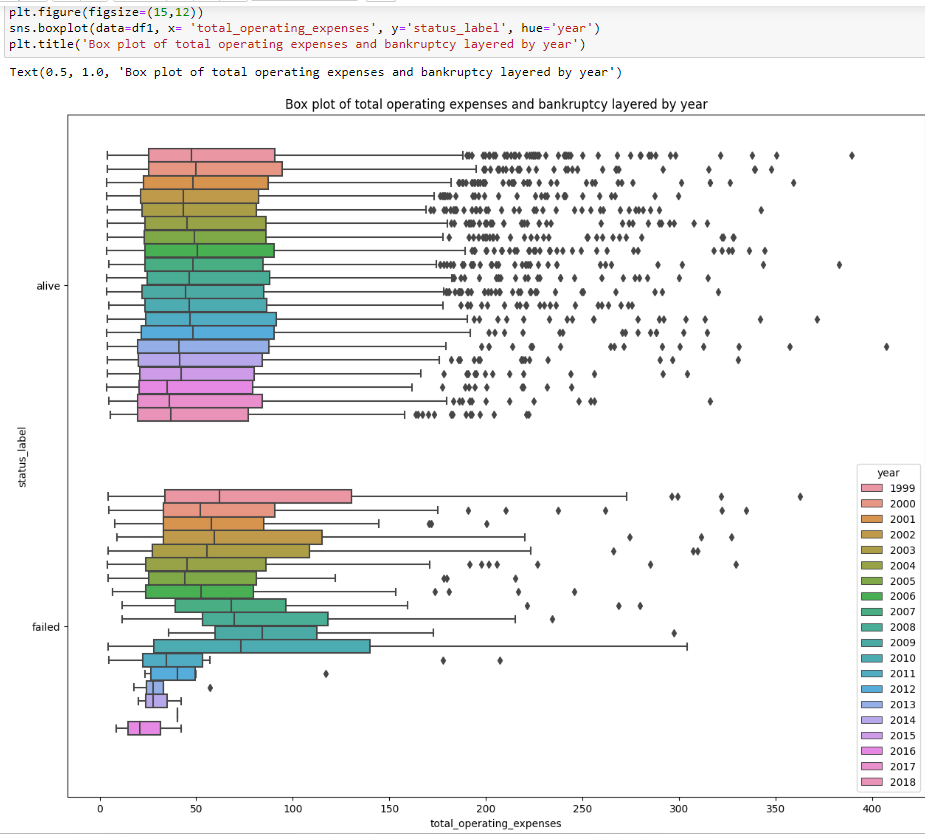 plt.figure(figsize=(15,12))
sns.boxplot(data=df1, x= 'total_operating_expenses', y='status_label', hue='year')
plt.title('Box plot of total operating expenses and bankruptcy layered by year')
Text(0.5, 1.0, 'Box plot of total operating expenses and bankruptcy layered by year')
Box plot of total operating expenses and bankruptcy layered by year
alive
status_label
failed
year
1999
2000
2001
2002
2003
2004
2005
2006
2007
2008
2009
2010
2011
2012
2013
2014
2015
2016
2017
2018
0 50 100 150 200 250 300 350 400
total_operating_expenses